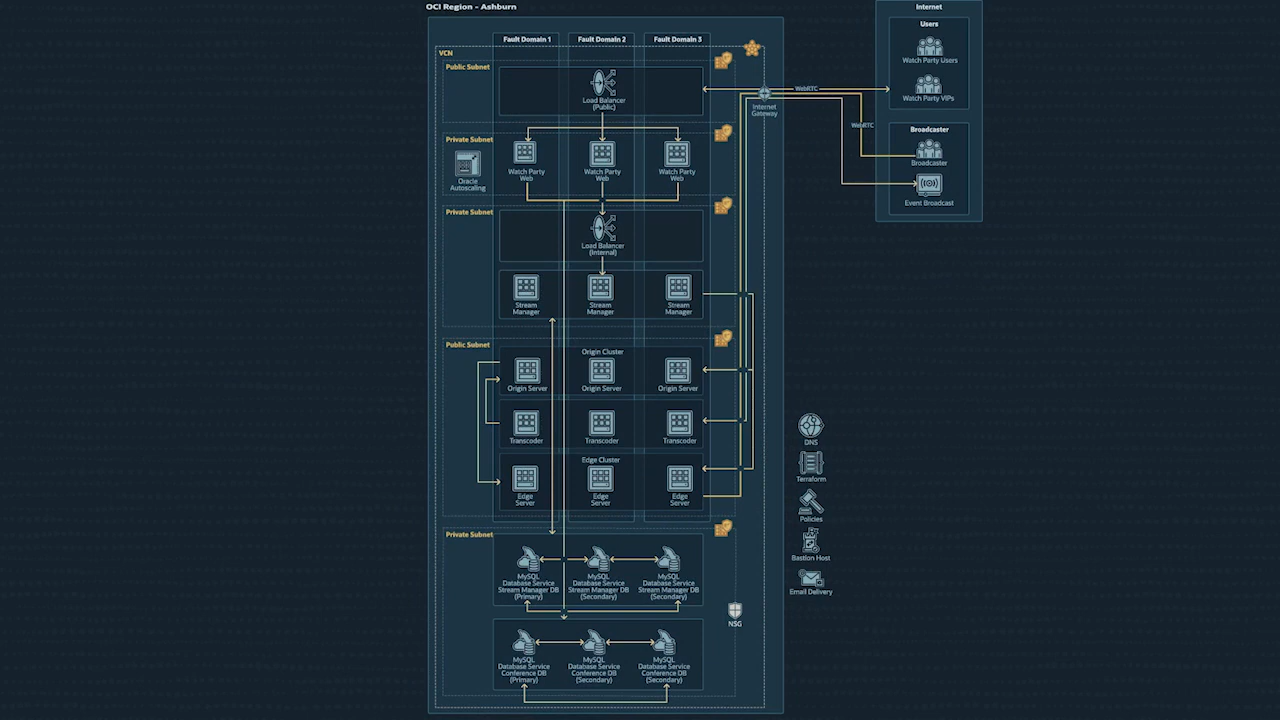 OCI Region - Ashburn
Internet
Users
Watch Party Users
Watch Party VIPs
Broadcaster
Broadcaster
Event Broadcast
WebRTC
WebRTC
Internet
Gateway
Fault Domain 1
Fault Domain 2
Fault Domain 3
VCN
Public Subnet
Load Balancer
(Public)
Private Subnet
Oracle
Autoscaling
Watch Party
Web
Watch Party
Web
Watch Party
Web
Private Subnet
Load Balancer
(Internal)
Stream
Manager
Stream
Manager
Stream
Manager
Public Subnet
Origin Cluster
Origin Server
Origin Server
Origin Server
Transcoder
Transcoder
Transcoder
Edge Cluster
Edge
Server
Edge
Server
Edge
Server
Private Subnet
MySQL
Database Service
Stream Manager DB
(Primary)
MySQL
Database Service
Stream Manager DB
(Secondary)
MySQL
Database Service
Stream Manager DB
(Secondary)
MySQL
Database Service
Conference DB
(Primary)
MySQL
Database Service
Conference DB
(Secondary)
MySQL
Database Service
Conference DB
(Secondary)
NSG
DNS
Terraform
Policies
Bastion Host
Email Delivery